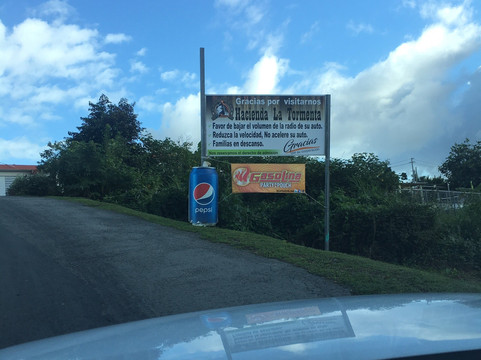 Gracias por visitarnos
Hacienda La Tormenta
Favor de bajar el volumen de la radio de su auto.
Reduzca la velocidad, No acelere su auto.
Familias en descanso.
Gracias
Gasolina
PARTY
pepsi